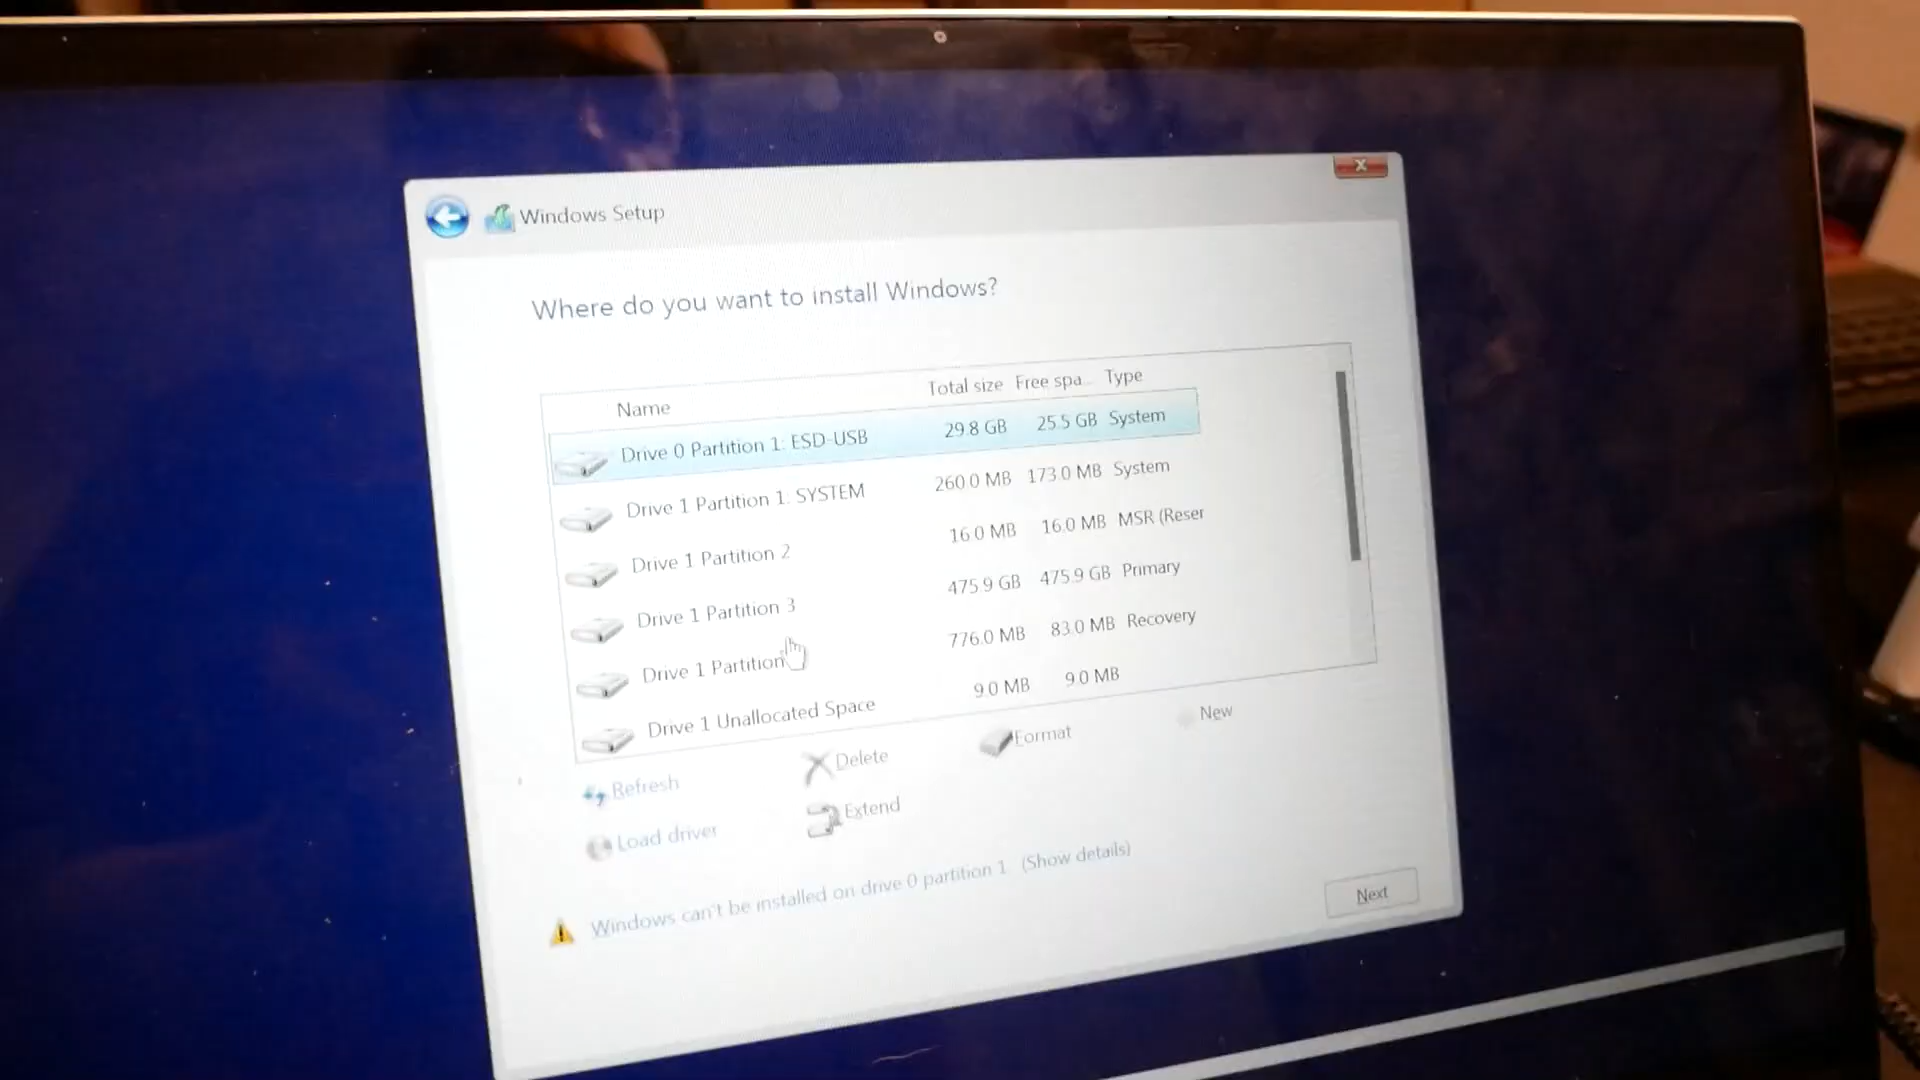 Windows Setup
Where do you want to install Windows?
Name Total size Free spa... Type
Drive 0 Partition 1: ESD-USB 29.8 GB 25.5 GB System
Drive 1 Partition 1: SYSTEM 260.0 MB 173.0 MB System
Drive 1 Partition 2 16.0 MB 16.0 MB MSR (Reser
Drive 1 Partition 3 475.9 GB 475.9 GB Primary
Drive 1 Partition 776.0 MB 83.0 MB Recovery
Drive 1 Unallocated Space 9.0 MB 9.0 MB
Refresh Delete Format New
Load driver Extend
Windows can't be installed on drive 0 partition 1. (Show details)
Next